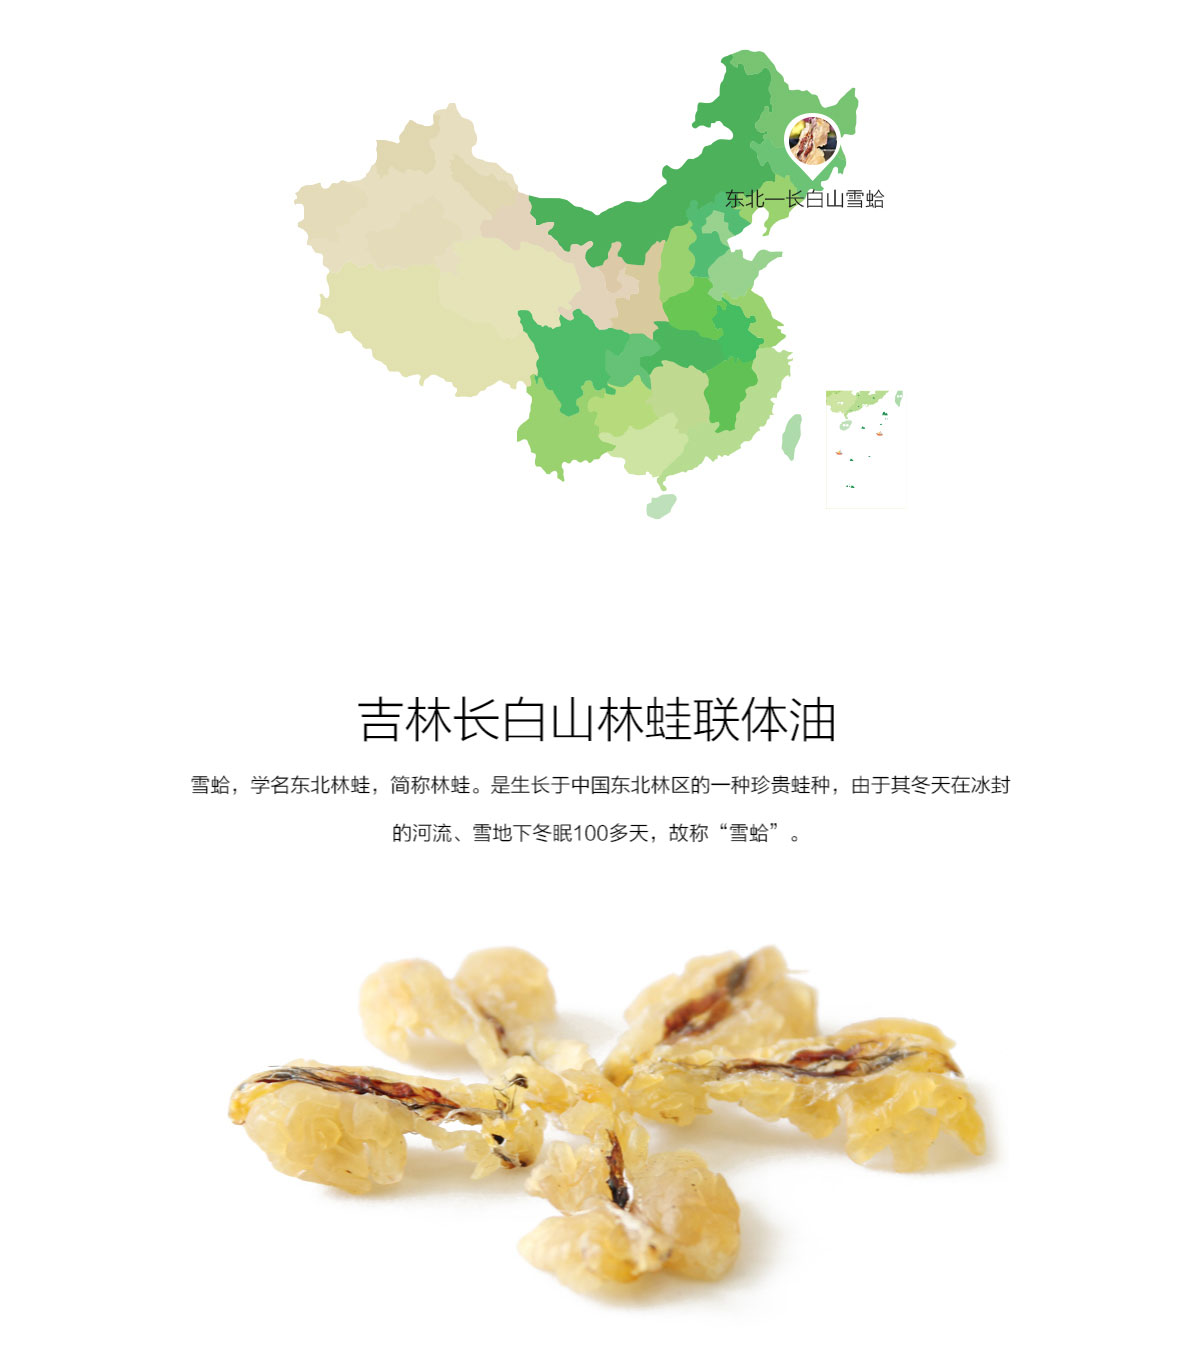 东北—长白山雪蛤
吉林长白山林蛙联体油
雪蛤，学名东北林蛙，简称林蛙。是生长于中国东北林区的一种珍贵蛙种，由于其冬天在冰封
的河流、雪地下冬眠100多天，故称“雪蛤”。